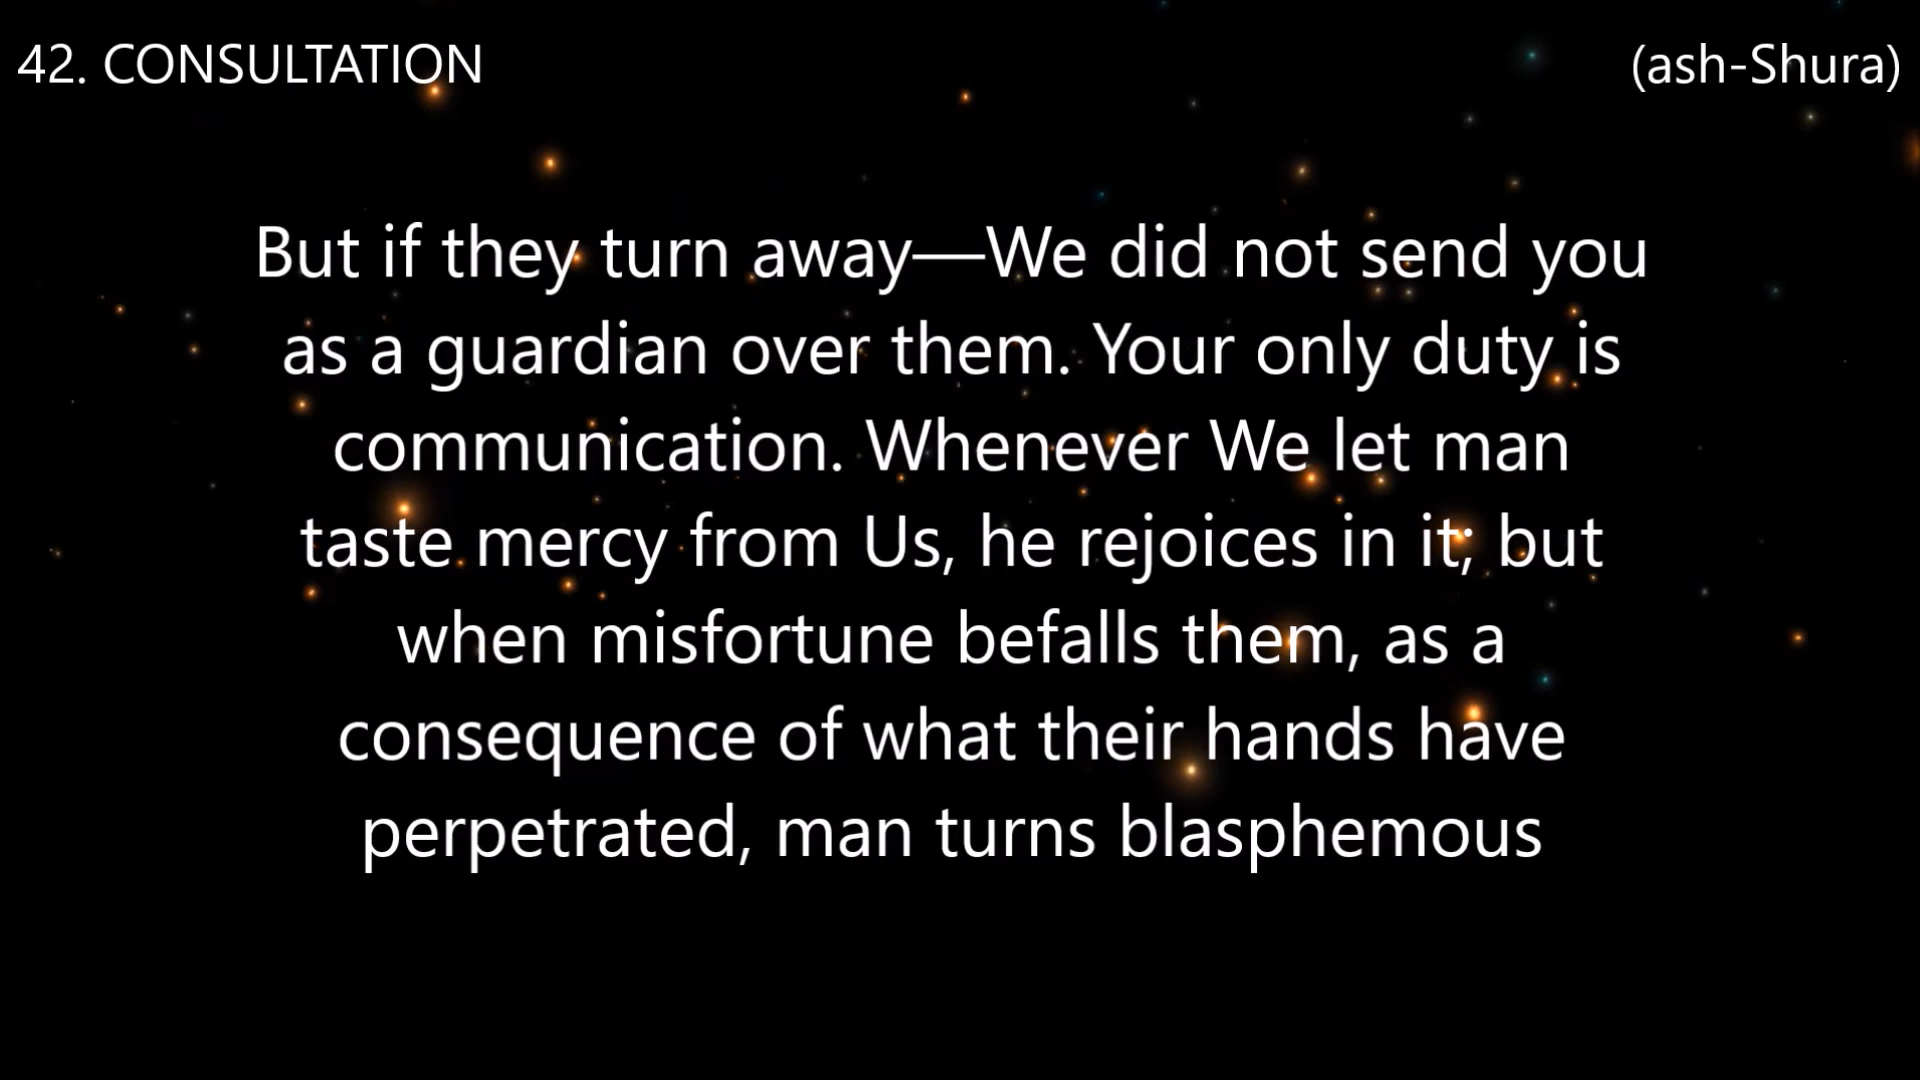 42. CONSULTATION (ash-Shura)
But if they turn away—We did not send you
as a guardian over them. Your only duty is
communication. Whenever We let man
taste mercy from Us, he rejoices in it; but
when misfortune befalls them, as a
consequence of what their hands have
perpetrated, man turns blasphemous